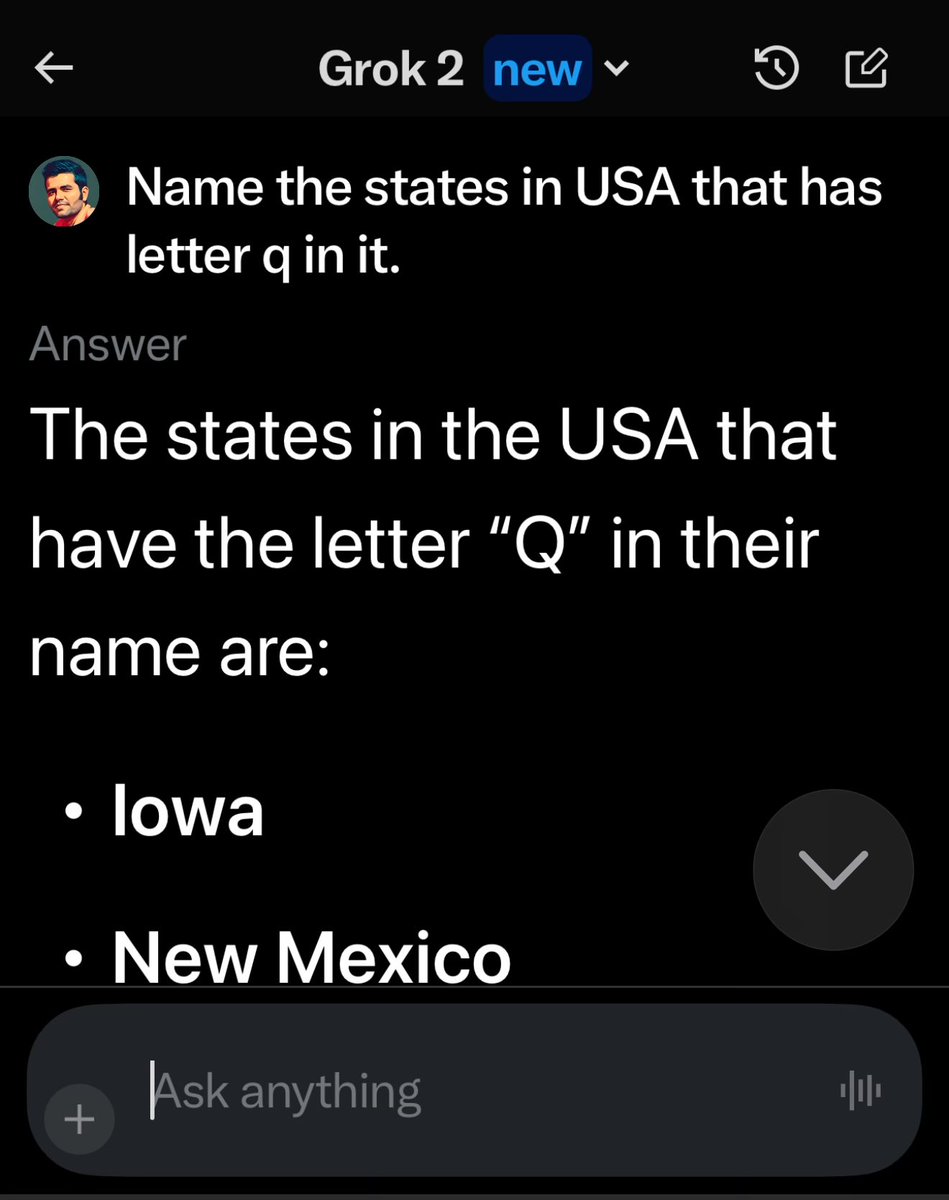 Grok 2 new
Name the states in USA that has
letter q in it.
Answer
The states in the USA that
have the letter “Q” in their
name are:
• Iowa
• New Mexico
Ask anything